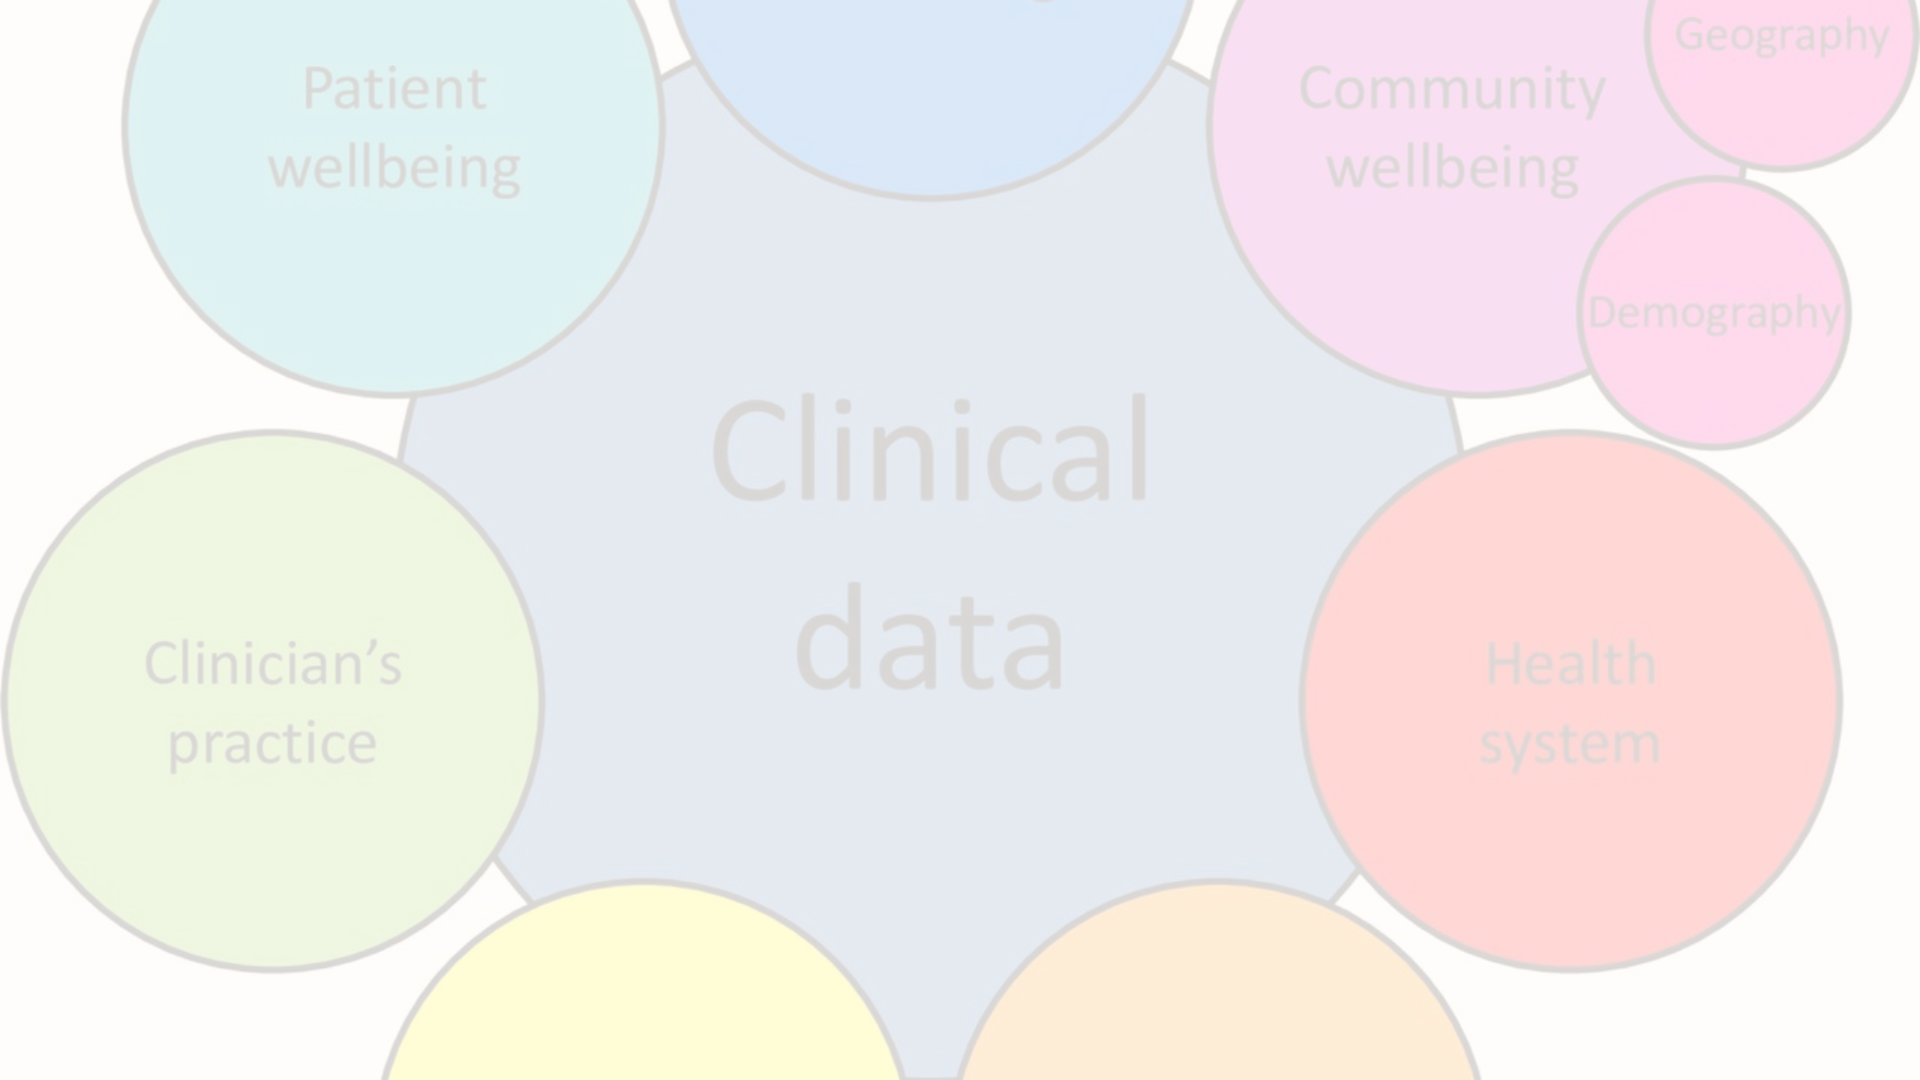 Geography
Patient
wellbeing
Community
wellbeing
Demography
Clinical
data
Clinician’s
practice
Health
system